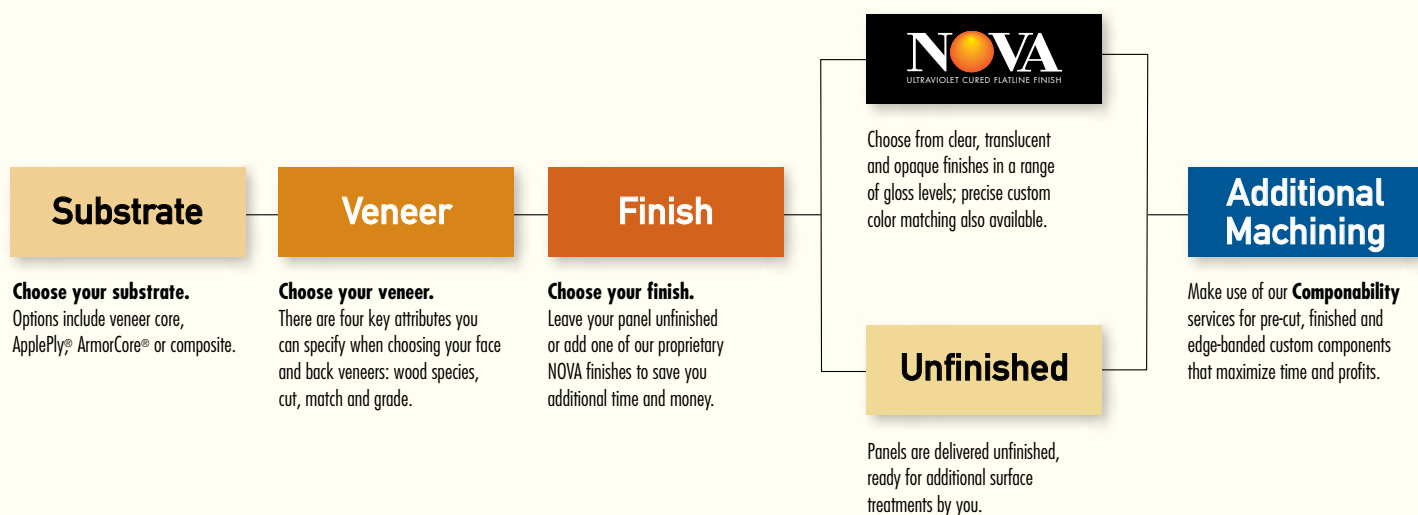 Substrate
Choose your substrate.
Options include veneer core,
ApplePly,® ArmorCore® or composite.
Veneer
Choose your veneer.
There are four key attributes you
can specify when choosing your face
and back veneers: wood species,
cut, match and grade.
Finish
Choose your finish.
Leave your panel unfinished
or add one of our proprietary
NOVA finishes to save you
additional time and money.
NOVA
ULTRAVIOLET CURED FLATLINE FINISH
Choose from clear, translucent
and opaque finishes in a range
of gloss levels; precise custom
color matching also available.
Unfinished
Panels are delivered unfinished,
ready for additional surface
treatments by you.
Additional
Machining
Make use of our Componability
services for pre-cut, finished and
edge-banded custom components
that maximize time and profits.